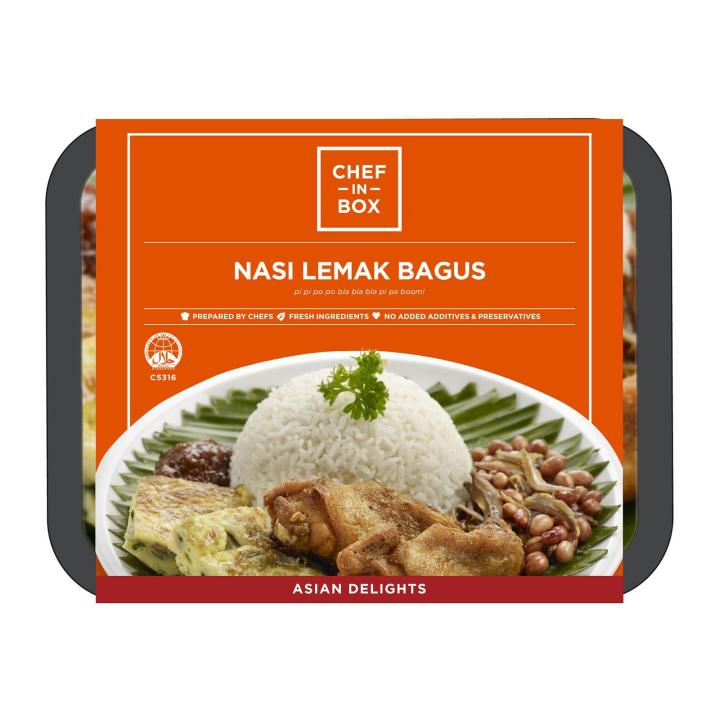 CHEF
IN
BOX
NASI LEMAK BAGUS
pi pi po po bla bla bla pi pa boom!
PREPARED BY CHEFS FRESH INGREDIENTS NO ADDED ADDITIVES & PRESERVATIVES
حلال
C5316
ASIAN DELIGHTS